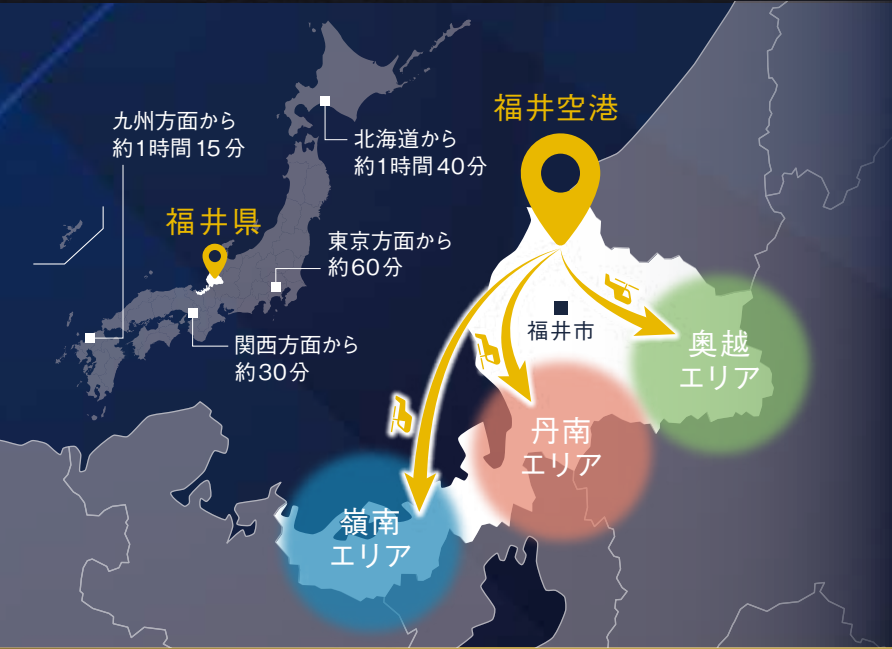 九州方面から
約1時間15分
北海道から
約1時間40分
福井県
東京方面から
約60分
関西方面から
約30分
福井空港
福井市
奥越
エリア
丹南
エリア
嶺南
エリア